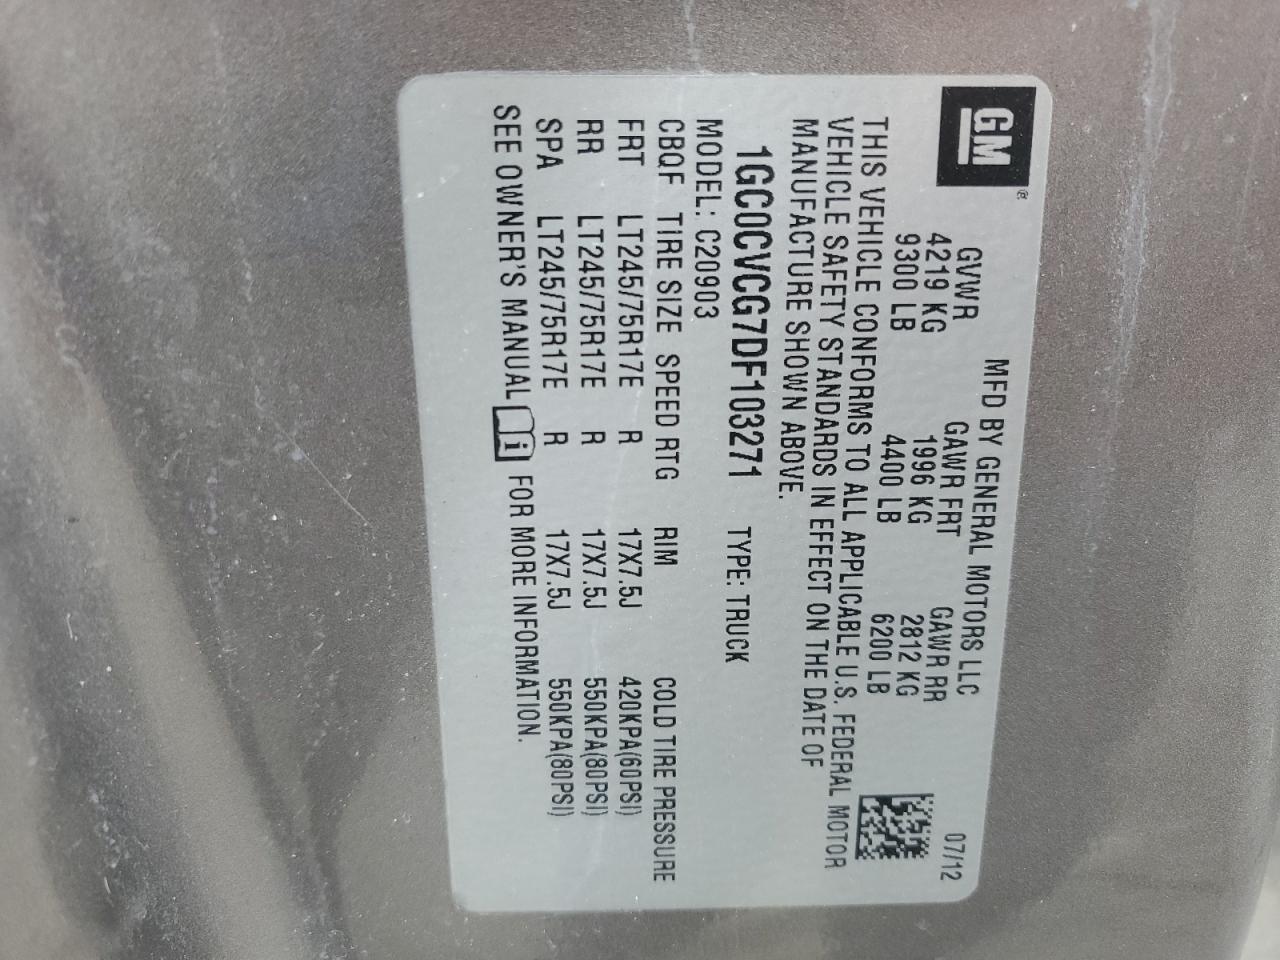 GM®
MFD BY GENERAL MOTORS LLC 07/12
GVWR GAWR FRT GAWR RR
4219 KG 1996 KG 2812 KG
9300 LB 4400 LB 6200 LB
THIS VEHICLE CONFORMS TO ALL APPLICABLE U.S. FEDERAL MOTOR
VEHICLE SAFETY STANDARDS IN EFFECT ON THE DATE OF
MANUFACTURE SHOWN ABOVE.
1GC0CVCG7DF103271 TYPE: TRUCK
MODEL: C20903
CBQF TIRE SIZE SPEED RTG RIM COLD TIRE PRESSURE
FRT LT245/75R17E R 17X7.5J 420KPA(60PSI)
RR LT245/75R17E R 17X7.5J 550KPA(80PSI)
SPA LT245/75R17E R 17X7.5J 550KPA(80PSI)
SEE OWNER'S MANUAL i FOR MORE INFORMATION.